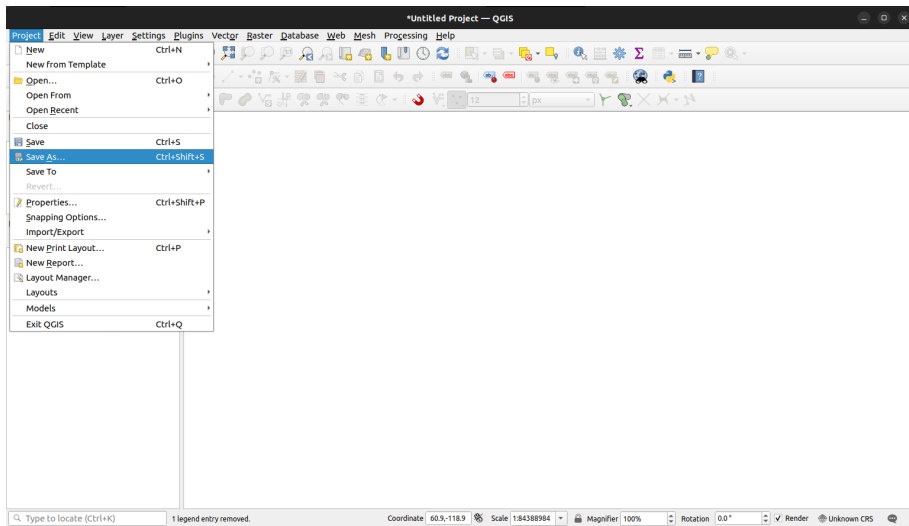 *Untitled Project — QGIS
Project Edit View Layer Settings Plugins Vector Raster Database Web Mesh Processing Help
New Ctrl+N
New from Template
Open... Ctrl+O
Open From
Open Recent
Close
Save Ctrl+S
Save As... Ctrl+Shift+S
Save To
Revert...
Properties... Ctrl+Shift+P
Snapping Options...
Import/Export
New Print Layout... Ctrl+P
New Report...
Layout Manager...
Layouts
Models
Exit QGIS Ctrl+Q
12 px
Type to locate (Ctrl+K) 1 legend entry removed. Coordinate 60.9,-118.9 Scale 1:84388984 Magnifier 100% Rotation 0.0 ° Render Unknown CRS